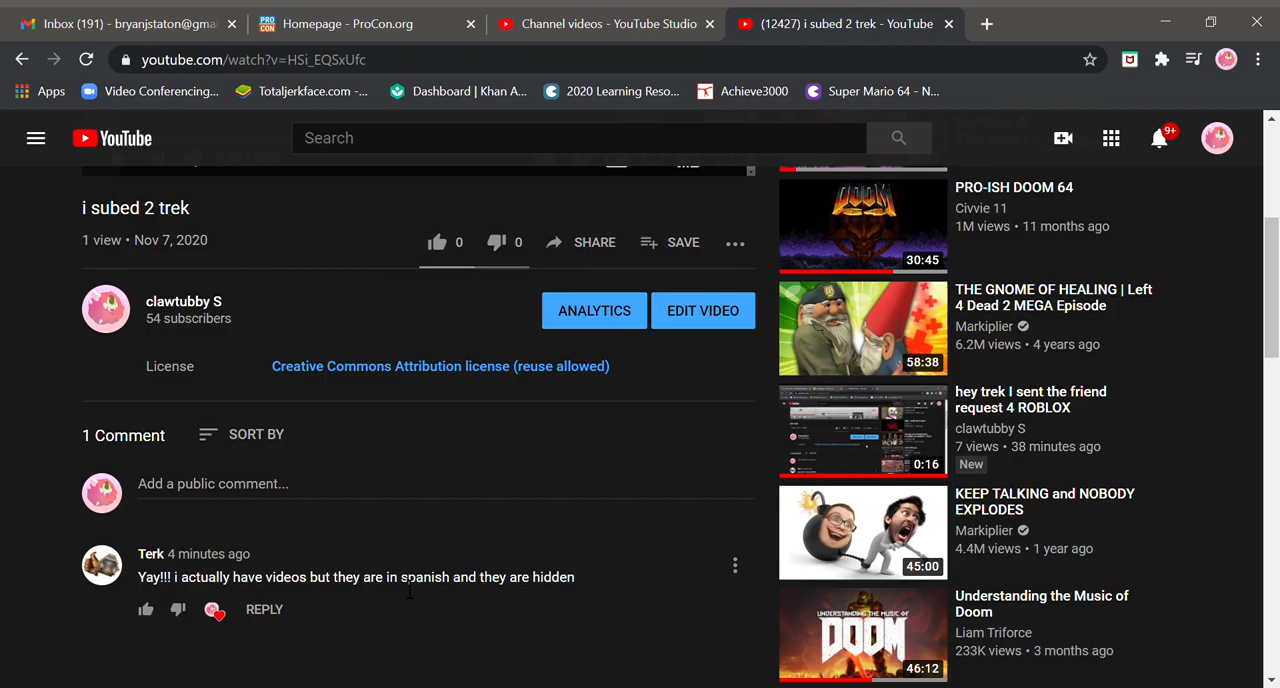 Inbox (191) - bryanjstaton@gmai
Homepage - ProCon.org
Channel videos - YouTube Studio
(12427) i subed 2 trek - YouTube
youtube.com/watch?v=HSi_EQSxUfc
Apps
Video Conferencing...
Totaljerkface.com -...
Dashboard | Khan A...
2020 Learning Reso...
Achieve3000
Super Mario 64 - N...
YouTube
Search
9+
i subed 2 trek
1 view • Nov 7, 2020
0
0
SHARE
SAVE
clawtubby S
54 subscribers
ANALYTICS
EDIT VIDEO
License
Creative Commons Attribution license (reuse allowed)
1 Comment
SORT BY
Add a public comment...
Terk 4 minutes ago
Yay!!! i actually have videos but they are in spanish and they are hidden
REPLY
DOOM
30:45
PRO-ISH DOOM 64
Civvie 11
1M views • 11 months ago
58:38
THE GNOME OF HEALING | Left
4 Dead 2 MEGA Episode
Markiplier
6.2M views • 4 years ago
0:16
hey trek I sent the friend
request 4 ROBLOX
clawtubby S
7 views • 38 minutes ago
New
45:00
KEEP TALKING and NOBODY
EXPLODES
Markiplier
4.4M views • 1 year ago
UNDERSTANDING THE MUSIC OF
DOOM
46:12
Understanding the Music of
Doom
Liam Triforce
233K views • 3 months ago